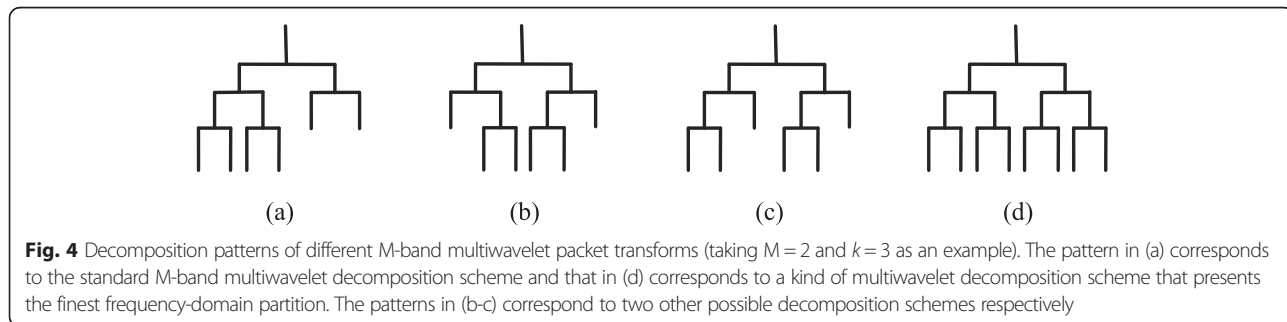 (a) (b) (c) (d)
Fig. 4 Decomposition patterns of different M-band multiwavelet packet transforms (taking M = 2 and k = 3 as an example). The pattern in (a) corresponds
to the standard M-band multiwavelet decomposition scheme and that in (d) corresponds to a kind of multiwavelet decomposition scheme that presents
the finest frequency-domain partition. The patterns in (b-c) correspond to two other possible decomposition schemes respectively